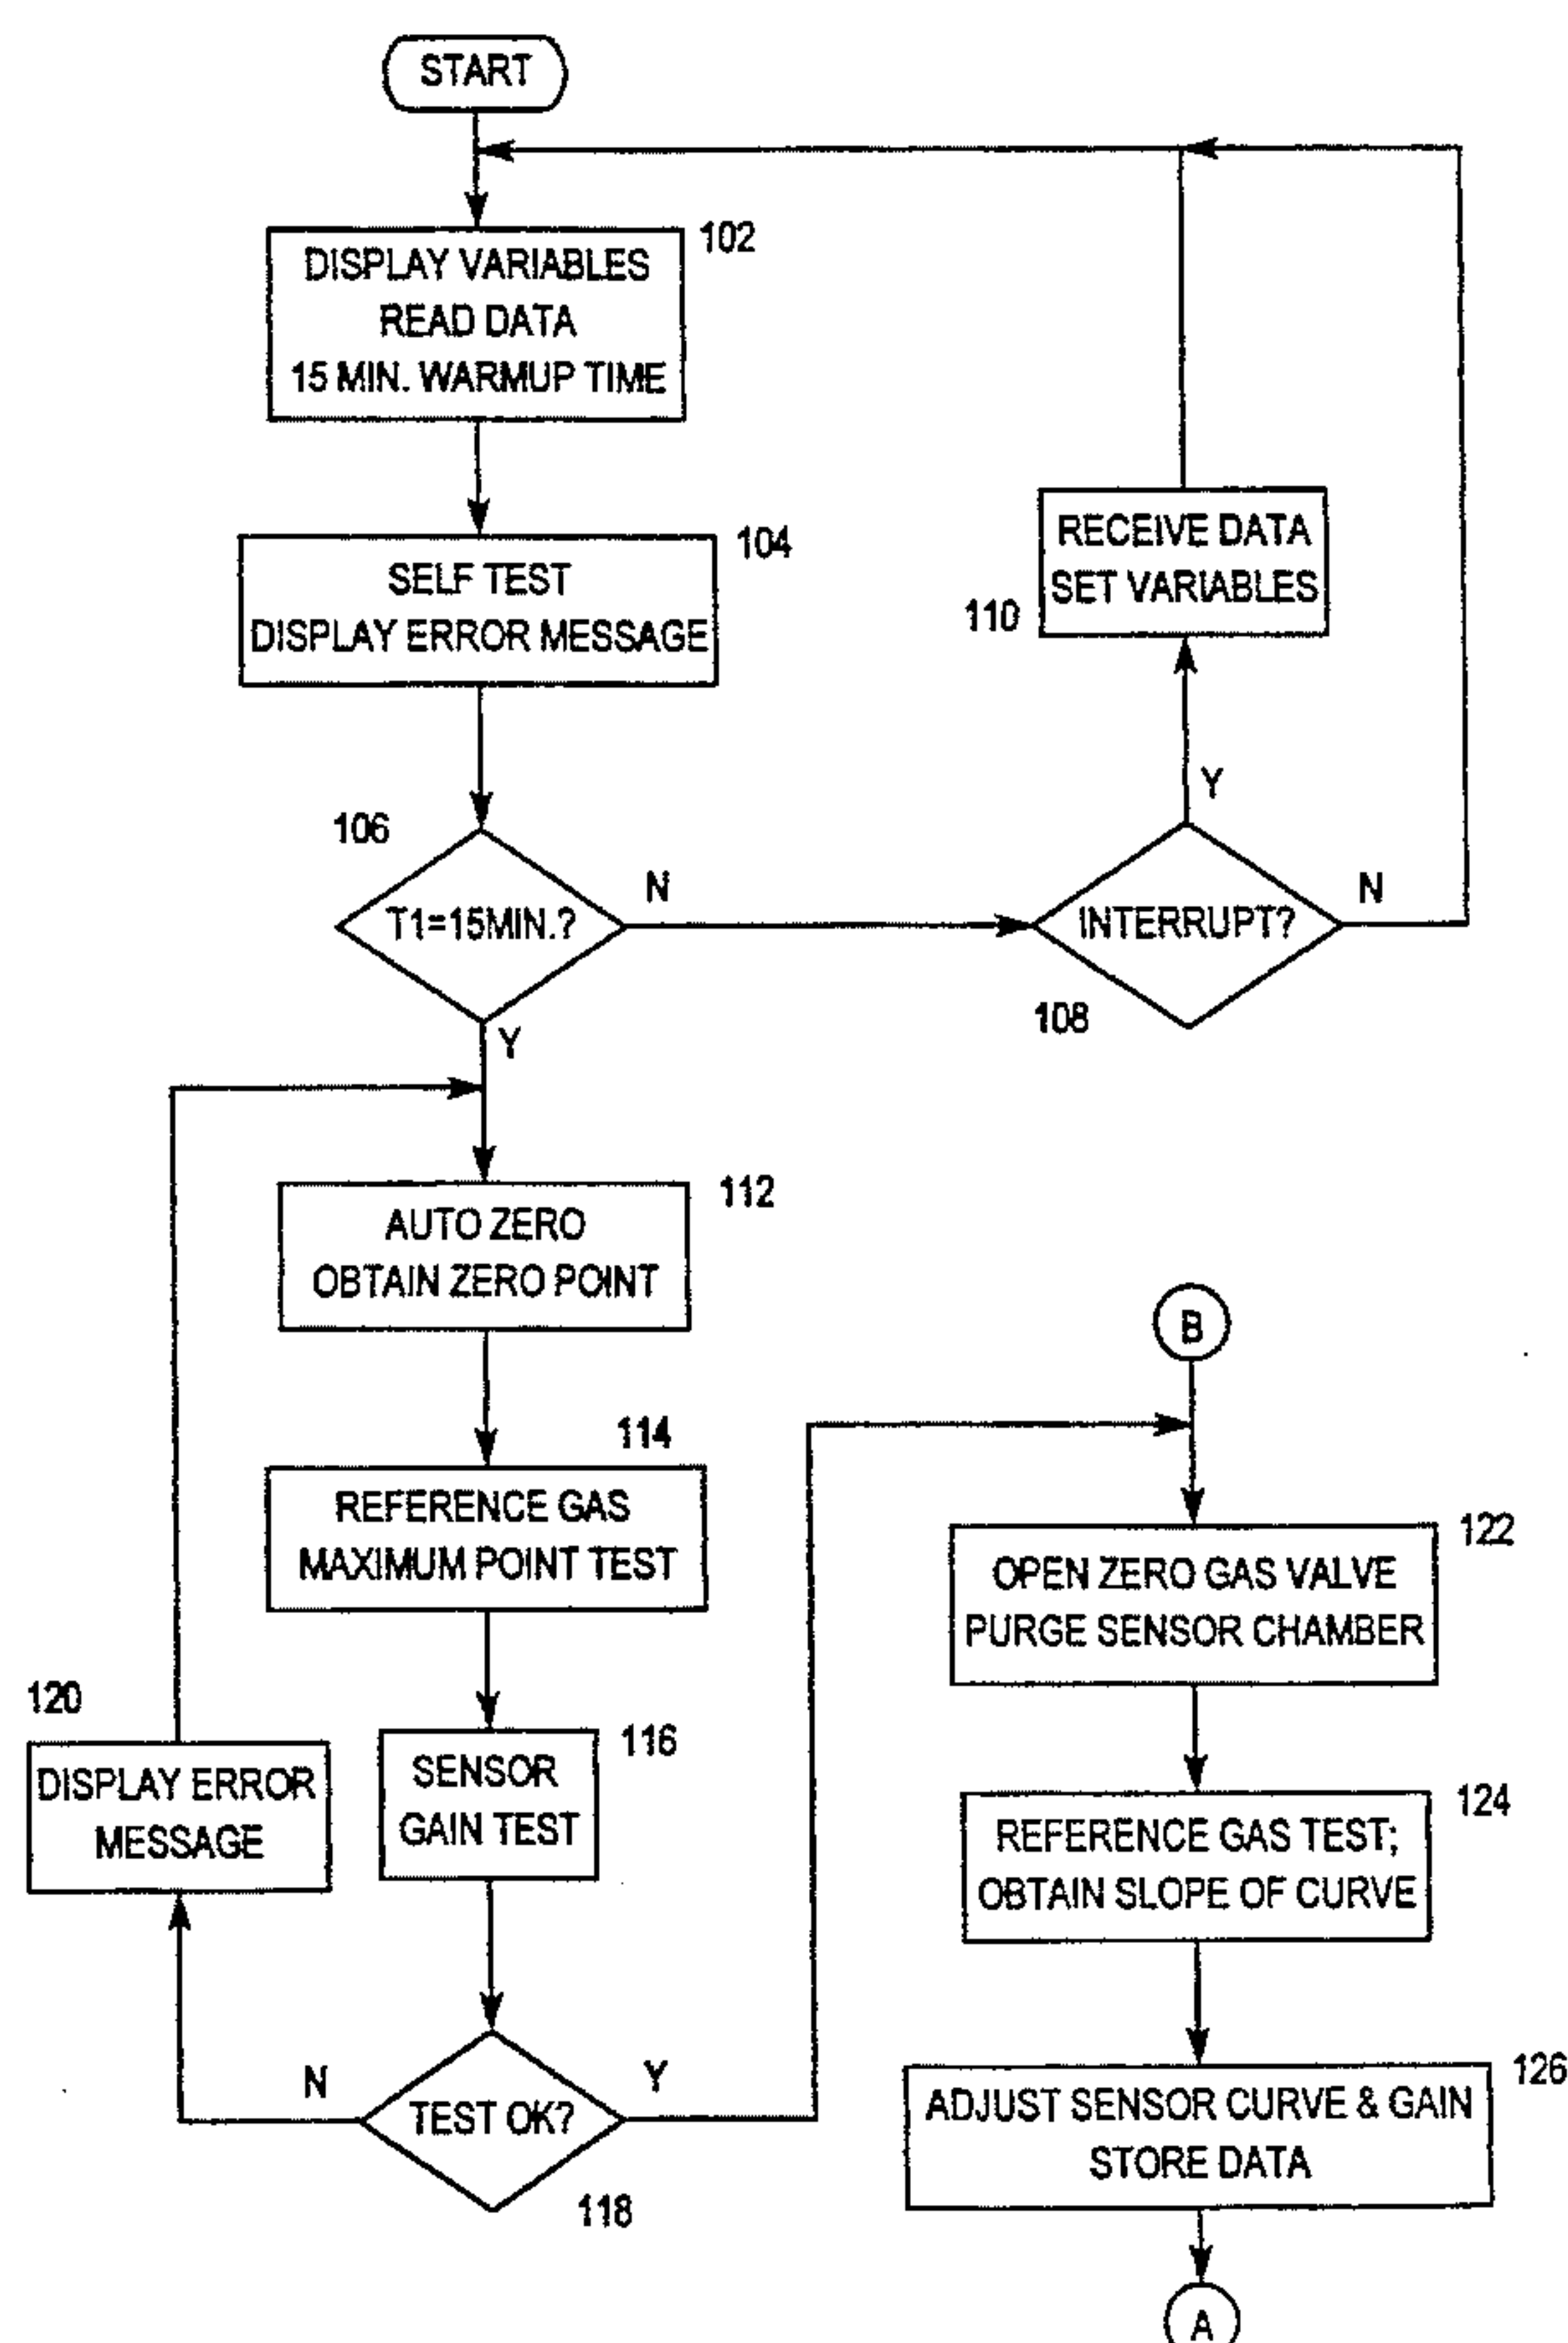 START
102
DISPLAY VARIABLES
READ DATA
15 MIN. WARMUP TIME
104
SELF TEST
DISPLAY ERROR MESSAGE
RECEIVE DATA
SET VARIABLES
110
Y
106
T1=15MIN.?
N
INTERRUPT?
N
108
Y
112
AUTO ZERO
OBTAIN ZERO POINT
B
114
REFERENCE GAS
MAXIMUM POINT TEST
122
OPEN ZERO GAS VALVE
PURGE SENSOR CHAMBER
120
DISPLAY ERROR
MESSAGE
116
SENSOR
GAIN TEST
124
REFERENCE GAS TEST;
OBTAIN SLOPE OF CURVE
N
TEST OK?
Y
118
126
ADJUST SENSOR CURVE & GAIN
STORE DATA
A